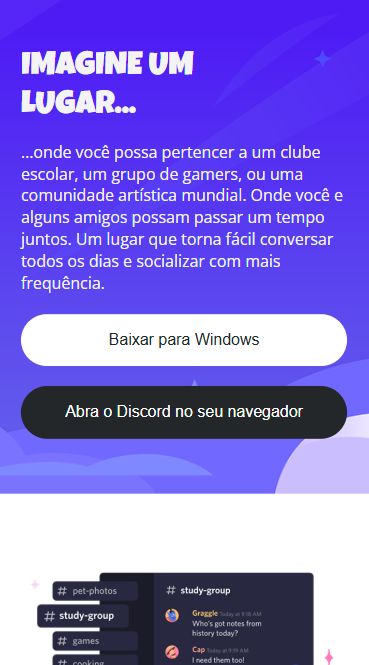 IMAGINE UM
LUGAR...
...onde você possa pertencer a um clube
escolar, um grupo de gamers, ou uma
comunidade artística mundial. Onde você e
alguns amigos possam passar um tempo
juntos. Um lugar que torna fácil conversar
todos os dias e socializar com mais
frequência.
Baixar para Windows
Abra o Discord no seu navegador
# pet-photos
# study-group
# games
# cooking
# study-group
Graggle Today at 9:18 AM
Who's got notes from
history today?
Cap Today at 9:19 AM
I need them too!